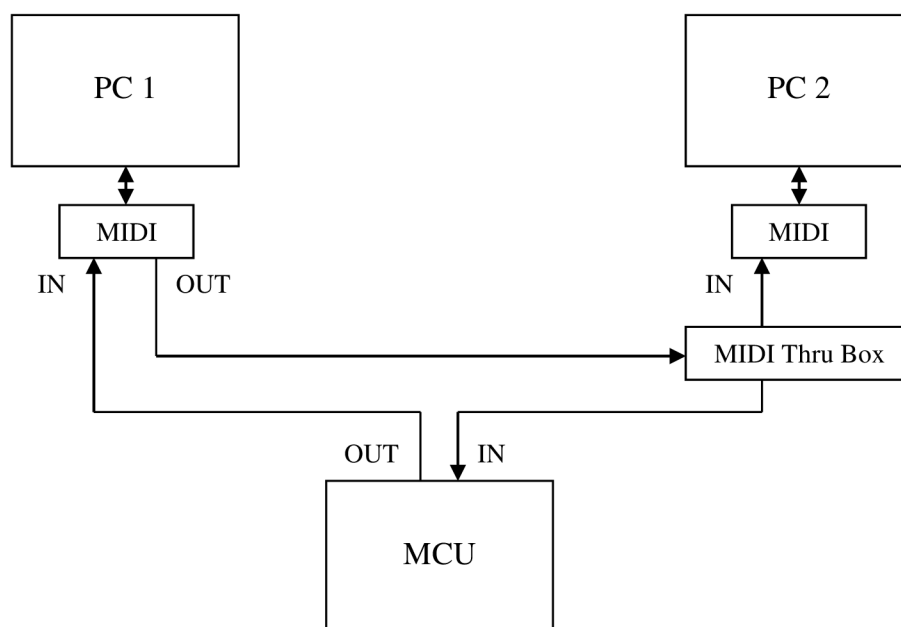 PC 1
PC 2
MIDI
MIDI
IN
OUT
IN
MIDI Thru Box
OUT
IN
MCU